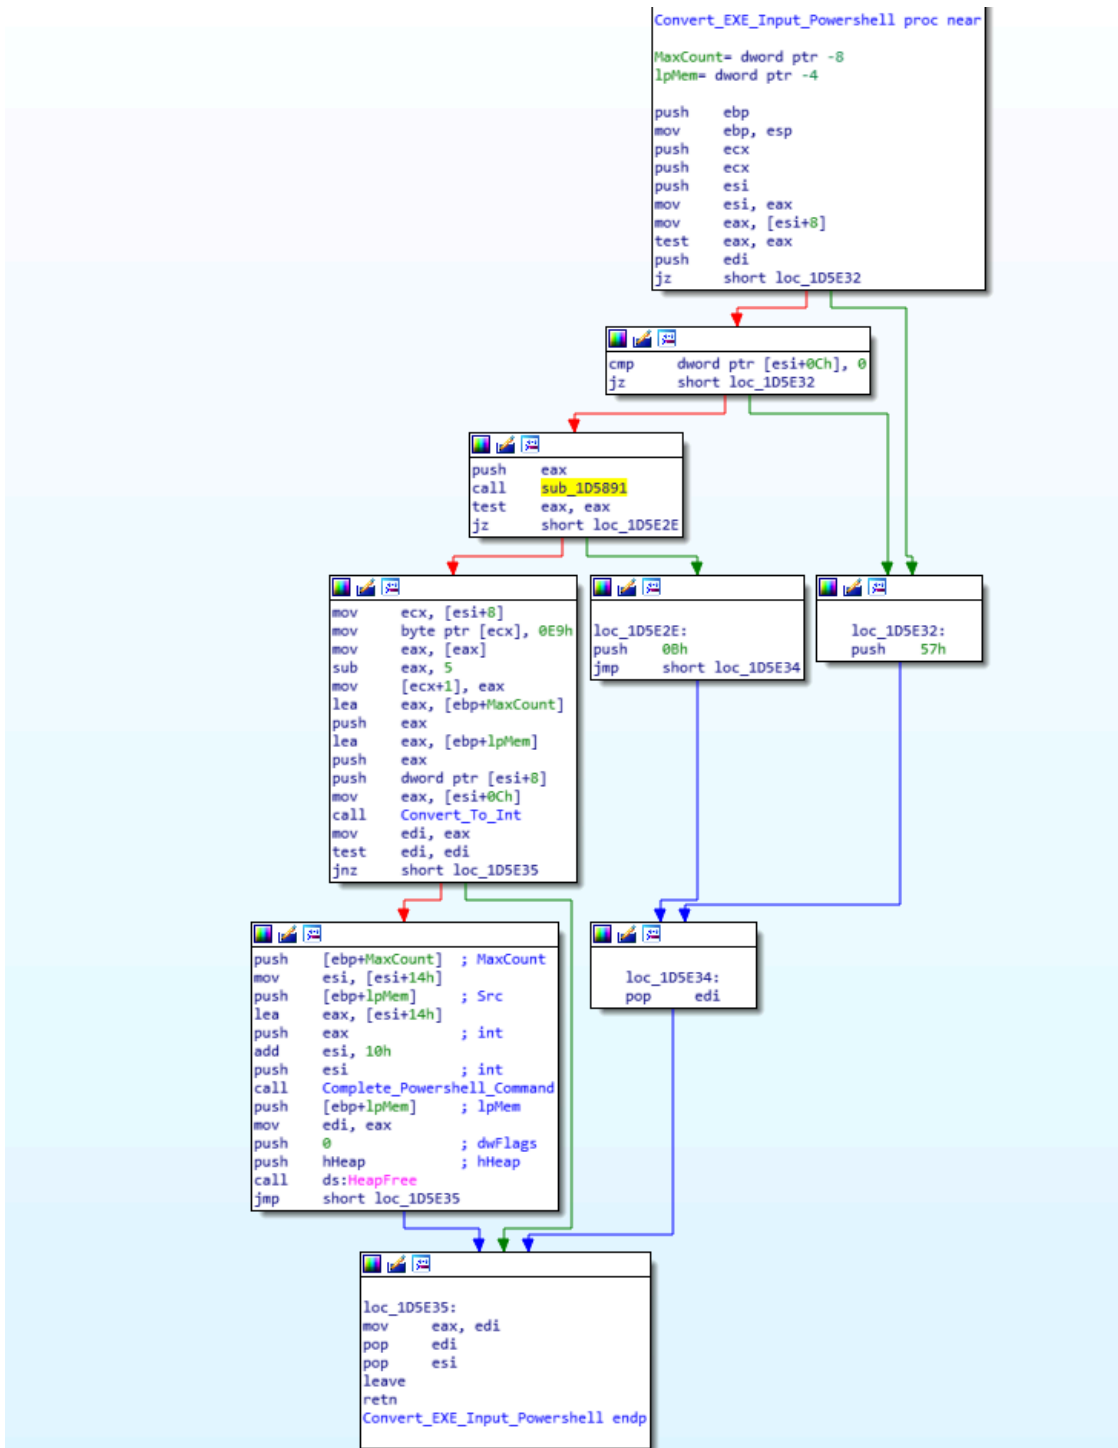 Convert_EXE_Input_Powershell proc near
MaxCount= dword ptr -8
lpMem= dword ptr -4
push ebp
mov ebp, esp
push ecx
push ecx
push esi
mov esi, eax
mov eax, [esi+8]
test eax, eax
push edi
jz short loc_1D5E32
cmp dword ptr [esi+0Ch], 0
jz short loc_1D5E32
push eax
call sub_1D5891
test eax, eax
jz short loc_1D5E2E
mov ecx, [esi+8]
mov byte ptr [ecx], 0E9h
mov eax, [eax]
sub eax, 5
mov [ecx+1], eax
lea eax, [ebp+MaxCount]
push eax
lea eax, [ebp+lpMem]
push eax
push dword ptr [esi+8]
mov eax, [esi+0Ch]
call Convert_To_Int
mov edi, eax
test edi, edi
jnz short loc_1D5E35
loc_1D5E2E:
push 0Bh
jmp short loc_1D5E34
loc_1D5E32:
push 57h
push [ebp+MaxCount] ; MaxCount
mov esi, [esi+14h]
push [ebp+lpMem] ; Src
lea eax, [esi+14h]
push eax ; int
add esi, 10h
push esi ; int
call Complete_Powershell_Command
push [ebp+lpMem] ; lpMem
mov edi, eax
push 0 ; dwFlags
push hHeap ; hHeap
call ds:HeapFree
jmp short loc_1D5E35
loc_1D5E34:
pop edi
loc_1D5E35:
mov eax, edi
pop edi
pop esi
leave
retn
Convert_EXE_Input_Powershell endp